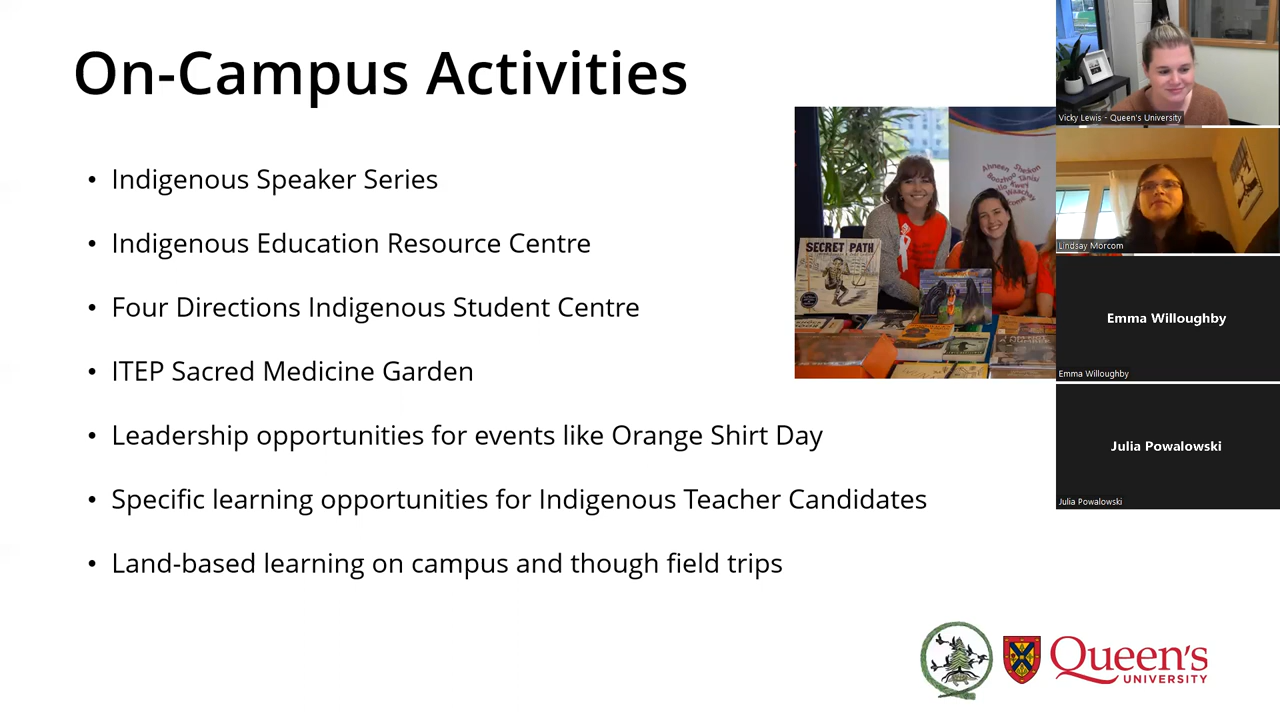 On-Campus Activities
• Indigenous Speaker Series
• Indigenous Education Resource Centre
• Four Directions Indigenous Student Centre
• ITEP Sacred Medicine Garden
• Leadership opportunities for events like Orange Shirt Day
• Specific learning opportunities for Indigenous Teacher Candidates
• Land-based learning on campus and though field trips
SECRET PATH
Vicky Lewis - Queen's University
Lindsay Morcom
Emma Willoughby
Emma Willoughby
Julia Powalowski
Julia Powalowski
Queen's
UNIVERSITY